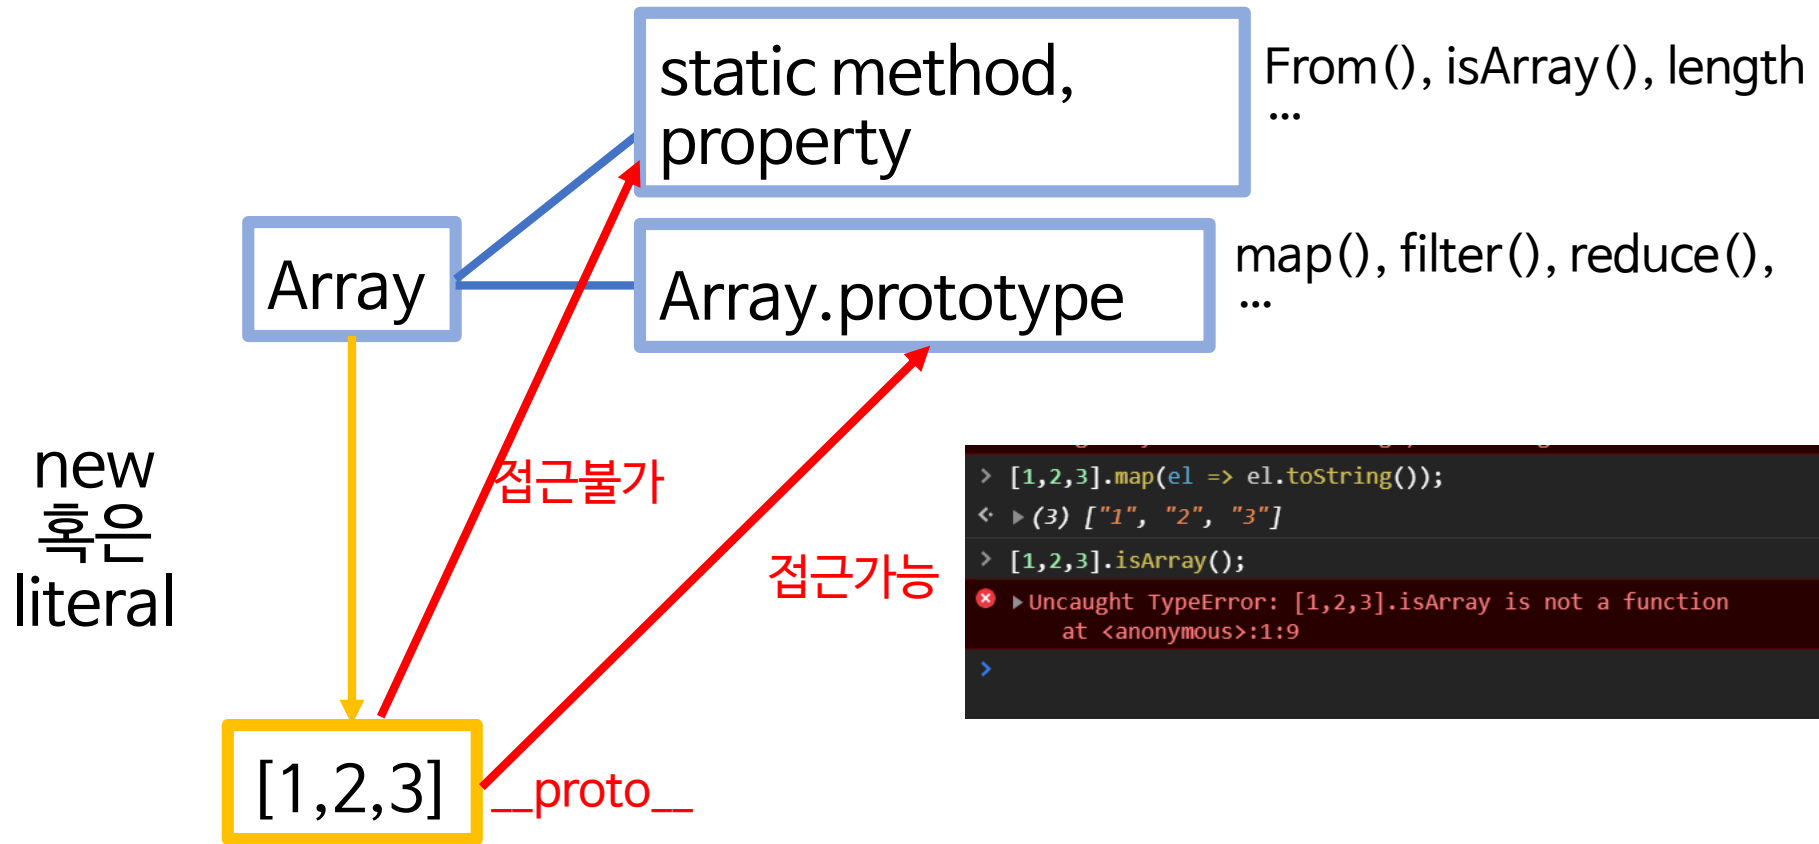 static method,
property
From(), isArray(), length
...
Array
Array.prototype
map(), filter(), reduce(),
...
new
혹은
literal
접근불가
접근가능
[1,2,3]
__proto__
> [1,2,3].map(el => el.toString());
(3) ["1", "2", "3"]
> [1,2,3].isArray();
Uncaught TypeError: [1,2,3].isArray is not a function
at <anonymous>:1:9
>